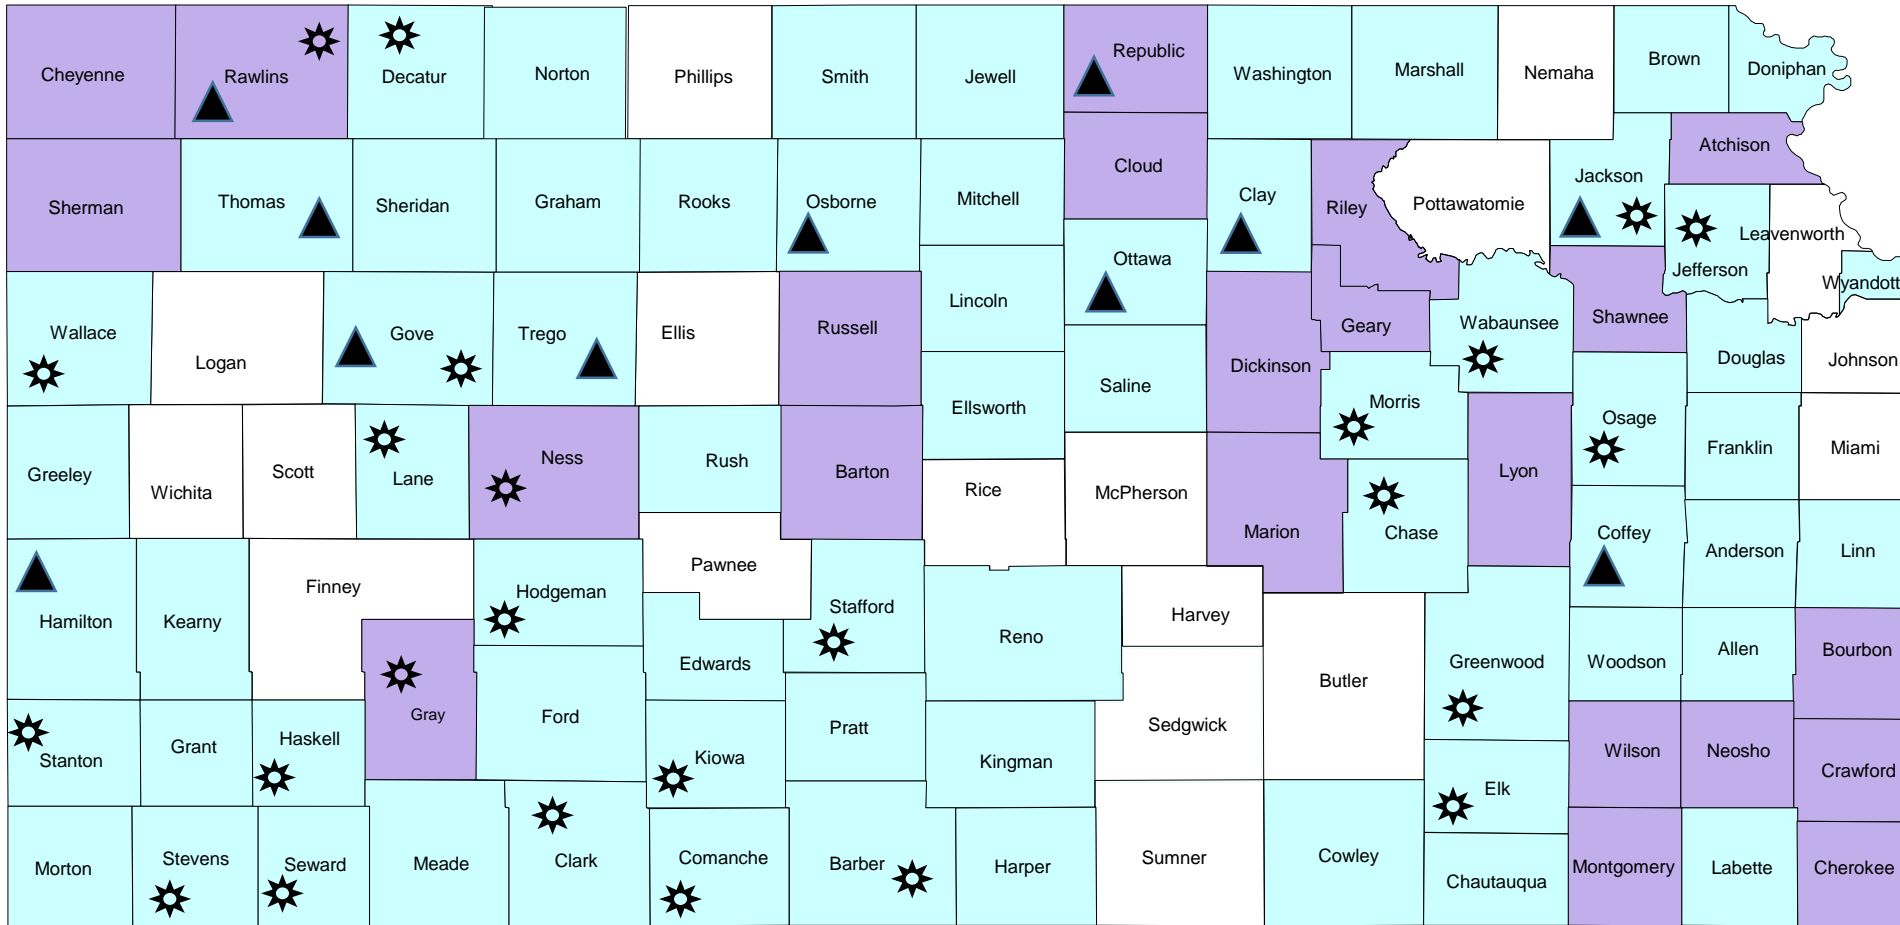 Cheyenne
Rawlins
Decatur
Norton
Phillips
Smith
Jewell
Republic
Washington
Marshall
Nemaha
Brown
Doniphan
Sherman
Thomas
Sheridan
Graham
Rooks
Osborne
Mitchell
Cloud
Clay
Riley
Pottawatomie
Jackson
Atchison
Jefferson
Leavenworth
Wyandott
Wallace
Logan
Gove
Trego
Ellis
Russell
Lincoln
Ottawa
Saline
Dickinson
Geary
Wabaunsee
Shawnee
Douglas
Johnson
Greeley
Wichita
Scott
Lane
Ness
Rush
Barton
Ellsworth
Rice
McPherson
Marion
Morris
Chase
Lyon
Osage
Franklin
Miami
Hamilton
Kearny
Finney
Hodgeman
Pawnee
Stafford
Edwards
Reno
Harvey
Coffey
Anderson
Linn
Stanton
Grant
Haskell
Gray
Ford
Kiowa
Pratt
Kingman
Sedgwick
Butler
Greenwood
Woodson
Allen
Bourbon
Elk
Wilson
Neosho
Crawford
Morton
Stevens
Seward
Meade
Clark
Comanche
Barber
Harper
Sumner
Cowley
Chautauqua
Montgomery
Labette
Cherokee